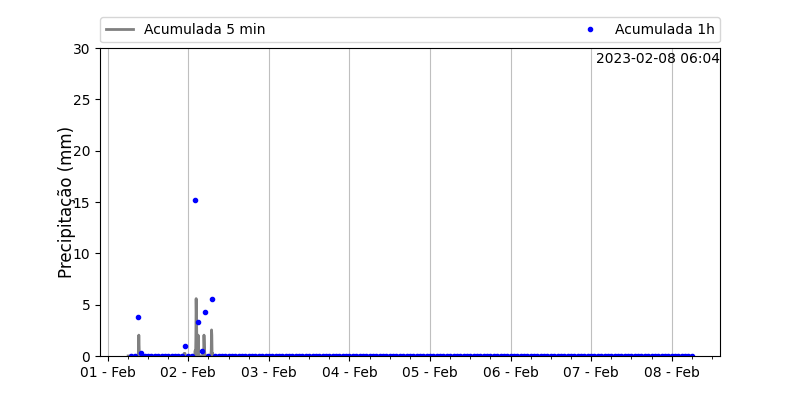 Acumulada 5 min
Acumulada 1h
2023-02-08 06:04
Precipitação (mm)
30
25
20
15
10
5
0
01 - Feb
02 - Feb
03 - Feb
04 - Feb
05 - Feb
06 - Feb
07 - Feb
08 - Feb